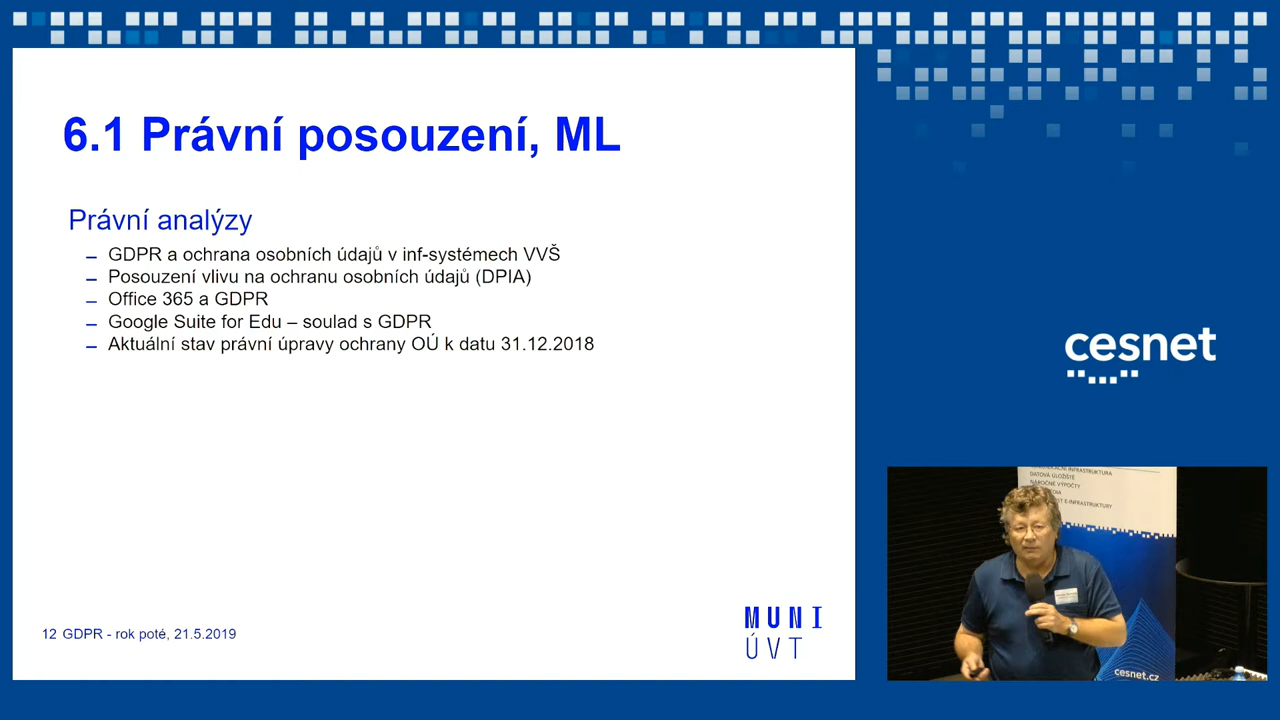 6.1 Právní posouzení, ML
Právní analýzy
– GDPR a ochrana osobních údajů v inf-systémech VVŠ
– Posouzení vlivu na ochranu osobních údajů (DPIA)
– Office 365 a GDPR
– Google Suite for Edu – soulad s GDPR
– Aktuální stav právní úpravy ochrany OÚ k datu 31.12.2018
12 GDPR - rok poté, 21.5.2019
MUNI
ÚVT
cesnet
INFRASTRUKTURA
DATOVÁ ÚLOŽIŠTĚ
NÁROČNÉ VÝPOČTY
E-INFRASTRUKTURY
cesnet.cz